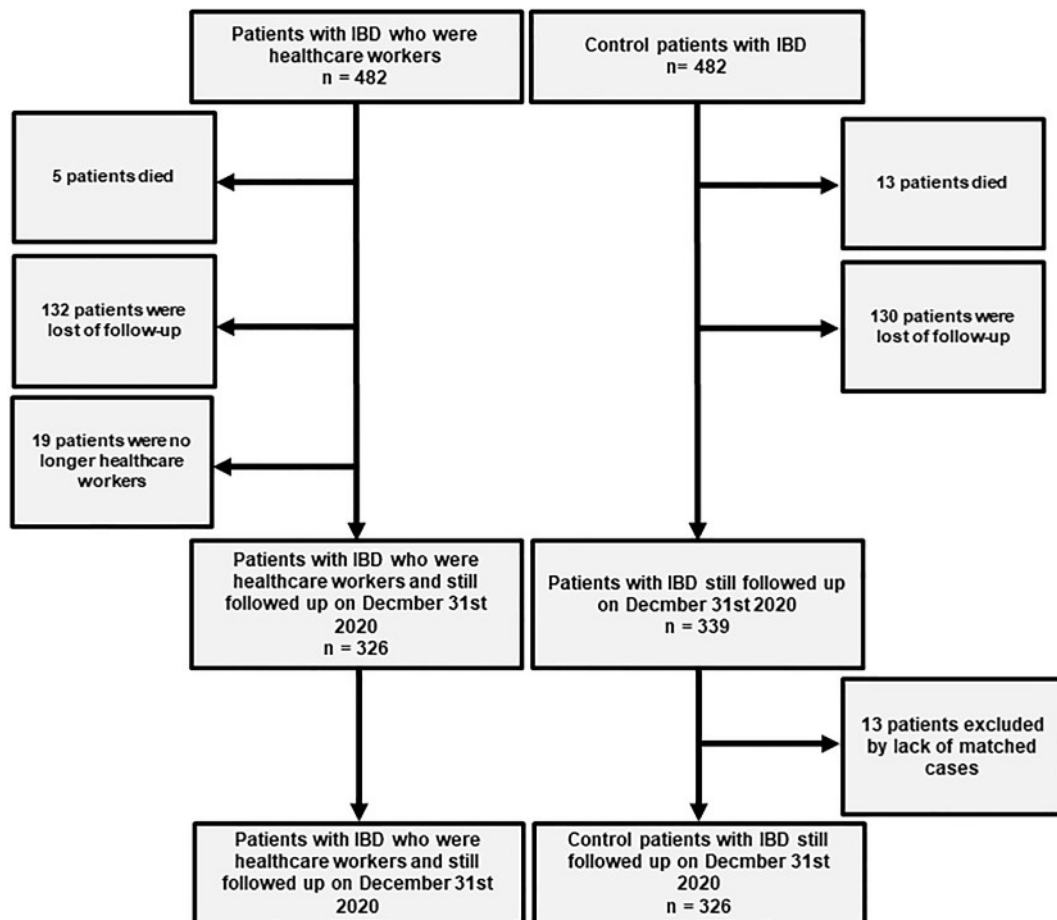 Patients with IBD who were
healthcare workers
n = 482
Control patients with IBD
n= 482
5 patients died
13 patients died
132 patients were
lost of follow-up
130 patients were
lost of follow-up
19 patients were no
longer healthcare
workers
Patients with IBD who were
healthcare workers and still
followed up on Decmber 31st
2020
n = 326
Patients with IBD still followed up
on Decmber 31st 2020
n = 339
13 patients excluded
by lack of matched
cases
Patients with IBD who were
healthcare workers and still
followed up on December 31st
2020
Control patients with IBD still
followed up on Decmber 31st
2020
n = 326